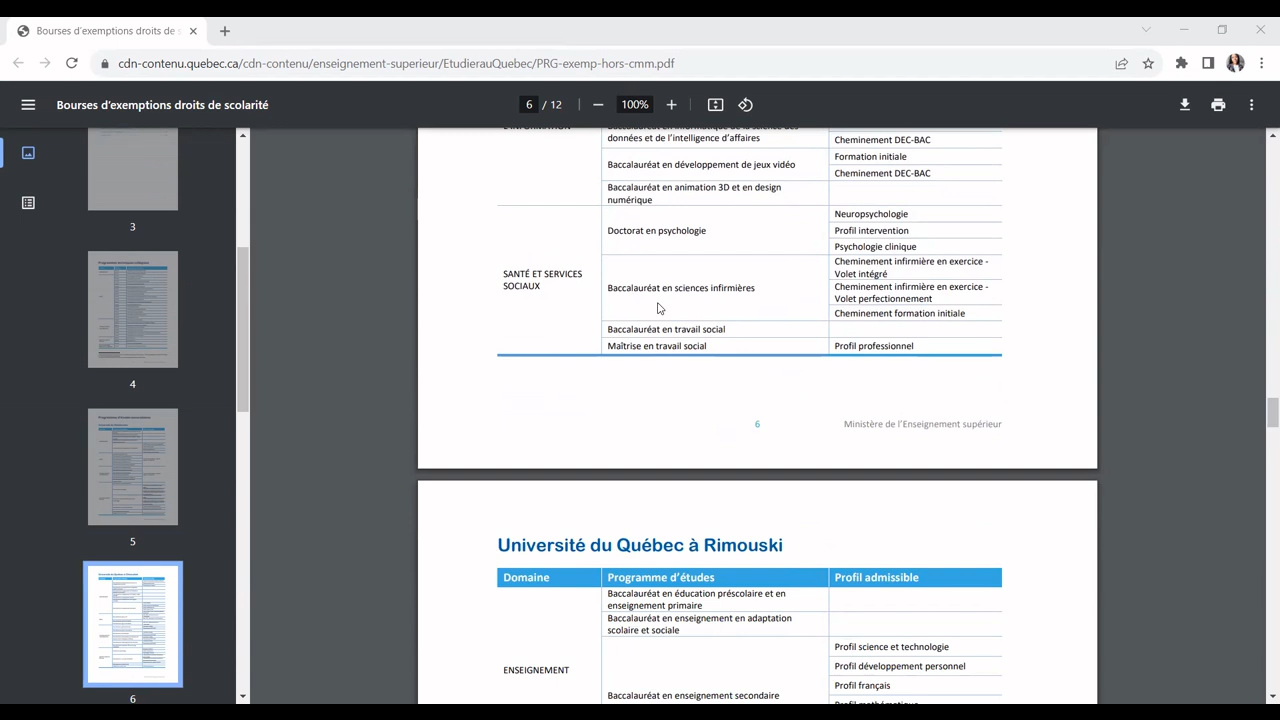 Bourses d'exemptions droits de
cdn-contenu.quebec.ca/cdn-contenu/enseignement-superieur/EtudierauQuebec/PRG-exemp-hors-cmm.pdf
Bourses d'exemptions droits de scolarité
6 / 12
100%
3
4
5
6
données et de l'intelligence d'affaires
Cheminement DEC-BAC
Baccalauréat en développement de jeux vidéo
Formation initiale
Cheminement DEC-BAC
Baccalauréat en animation 3D et en design
numérique
SANTÉ ET SERVICES
SOCIAUX
Doctorat en psychologie
Neuropsychologie
Profil intervention
Psychologie clinique
Baccalauréat en sciences infirmières
Cheminement infirmière en exercice -
Volet intégré
Cheminement infirmière en exercice -
Volet perfectionnement
Cheminement formation initiale
Baccalauréat en travail social
Maîtrise en travail social
Profil professionnel
6
Ministère de l'Enseignement supérieur
Université du Québec à Rimouski
Domaine Programme d'études Profil admissible
ENSEIGNEMENT
Baccalauréat en éducation préscolaire et en
enseignement primaire
Baccalauréat en enseignement en adaptation
scolaire et sociale
Baccalauréat en enseignement secondaire
Profil science et technologie
Profil développement personnel
Profil français